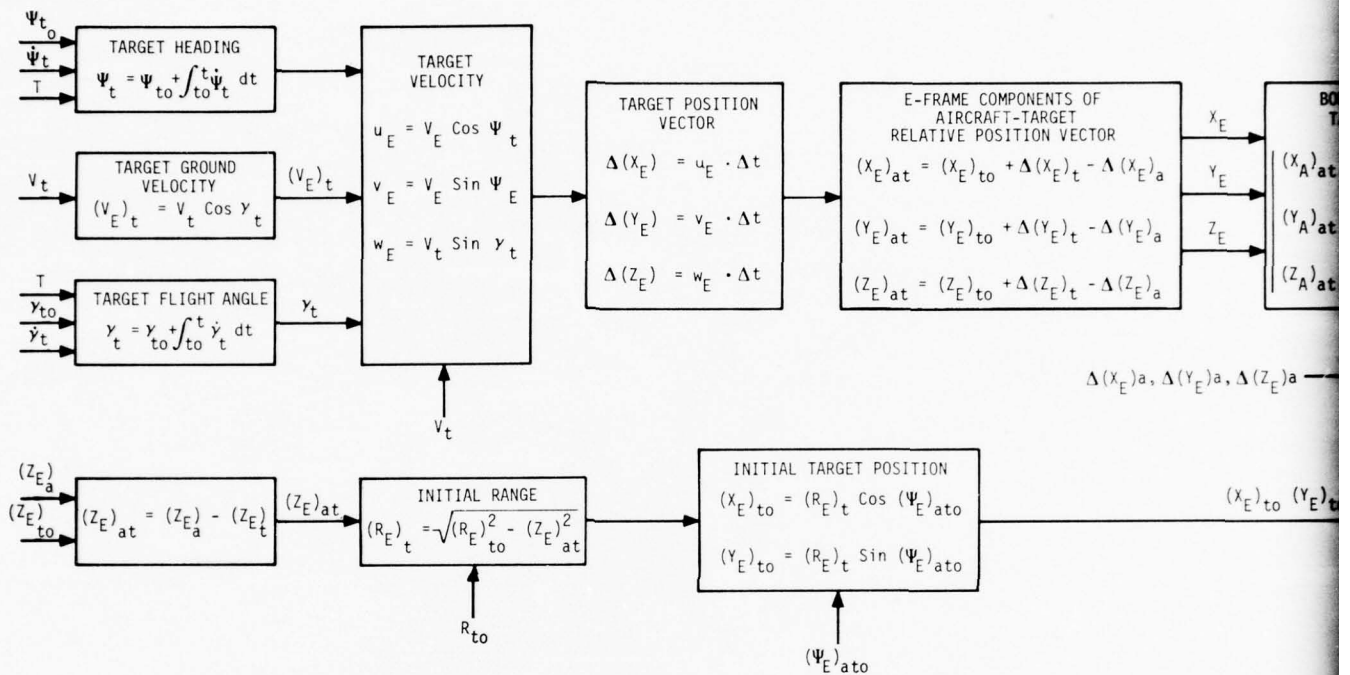 Ψt₀
Ψ̇t
T
TARGET HEADING
Ψt = Ψto + ∫to^t Ψ̇t dt
Vt
TARGET GROUND
VELOCITY
(VE)t = Vt Cos γt
(VE)t
T
γto
γ̇t
TARGET FLIGHT ANGLE
γt = γto + ∫to^t γ̇t dt
γt
TARGET
VELOCITY
uE = VE Cos Ψt
vE = VE Sin ΨE
wE = Vt Sin γt
Vt
TARGET POSITION
VECTOR
Δ(XE) = uE · Δt
Δ(YE) = vE · Δt
Δ(ZE) = wE · Δt
E-FRAME COMPONENTS OF
AIRCRAFT-TARGET
RELATIVE POSITION VECTOR
(XE)at = (XE)to + Δ(XE)t - Δ(XE)a
(YE)at = (YE)to + Δ(YE)t - Δ(YE)a
(ZE)at = (ZE)to + Δ(ZE)t - Δ(ZE)a
XE
YE
ZE
(XA)at
(YA)at
(ZA)at
Δ(XE)a, Δ(YE)a, Δ(ZE)a
(ZE)a
(ZE)to
(ZE)at = (ZE)a - (ZE)t
(ZE)at
INITIAL RANGE
(RE)t = √(RE)²to - (ZE)²at
Rto
INITIAL TARGET POSITION
(XE)to = (RE)t Cos (ΨE)ato
(YE)to = (RE)t Sin (ΨE)ato
(ΨE)ato
(XE)to (YE)to